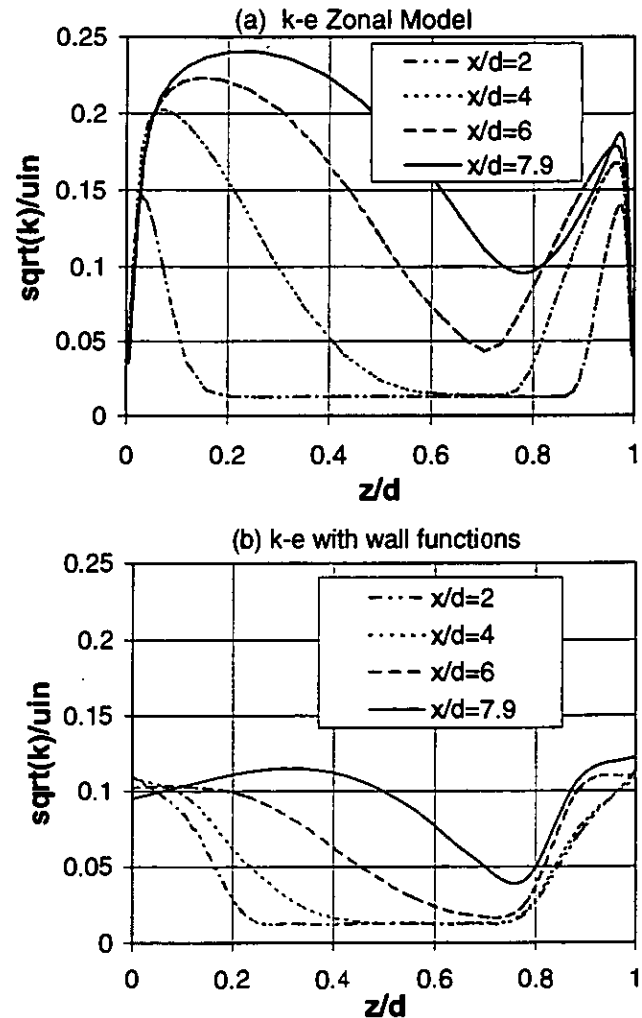 (a) k-e Zonal Model
0.25
0.2
0.15
0.1
0.05
0
sqrt(k)/uin
x/d=2
x/d=4
x/d=6
x/d=7.9
0 0.2 0.4 0.6 0.8 1
z/d
(b) k-e with wall functions
0.25
0.2
0.15
0.1
0.05
0
sqrt(k)/uin
x/d=2
x/d=4
x/d=6
x/d=7.9
0 0.2 0.4 0.6 0.8 1
z/d